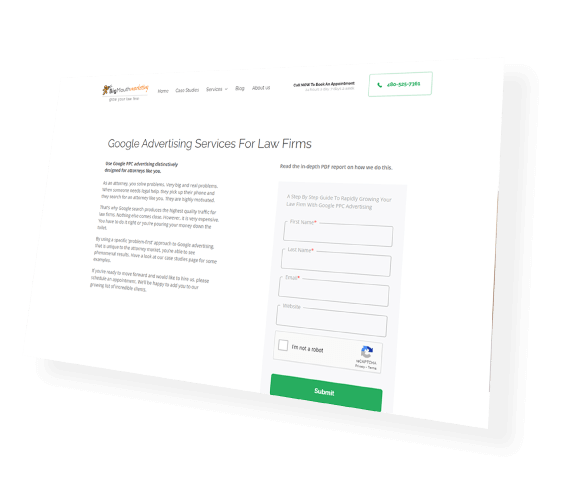 BigMouthmarketing
Home Case Studies Services Blog About us
Call NOW To Book An Appointment
480-525-7361
Google Advertising Services For Law Firms
Use Google PPC advertising distinctively
designed for attorneys like you.
As an attorney, you solve problems. Very big and real problems.
When someone needs legal help, they pick up their phone and
they search for an attorney like you. They are highly motivated.
That's why Google search produces the highest quality traffic for
law firms. Nothing else comes close. However, it is very expensive.
You have to do it right or you're pouring your money down the
toilet.
By using a specific 'problem-first' approach to Google advertising,
that is unique to the attorney market, you're able to see
phenomenal results. Have a look at our case studies page for some
examples.
If you're ready to move forward and would like to hire us, please
schedule an appointment. We'll be happy to add you to our
growing list of incredible clients.
Read the in-depth PDF report on how we do this.
A Step By Step Guide To Rapidly Growing Your
Law Firm With Google PPC Advertising
First Name*
Last Name*
Email*
Website
I'm not a robot
reCAPTCHA
Privacy - Terms
Submit